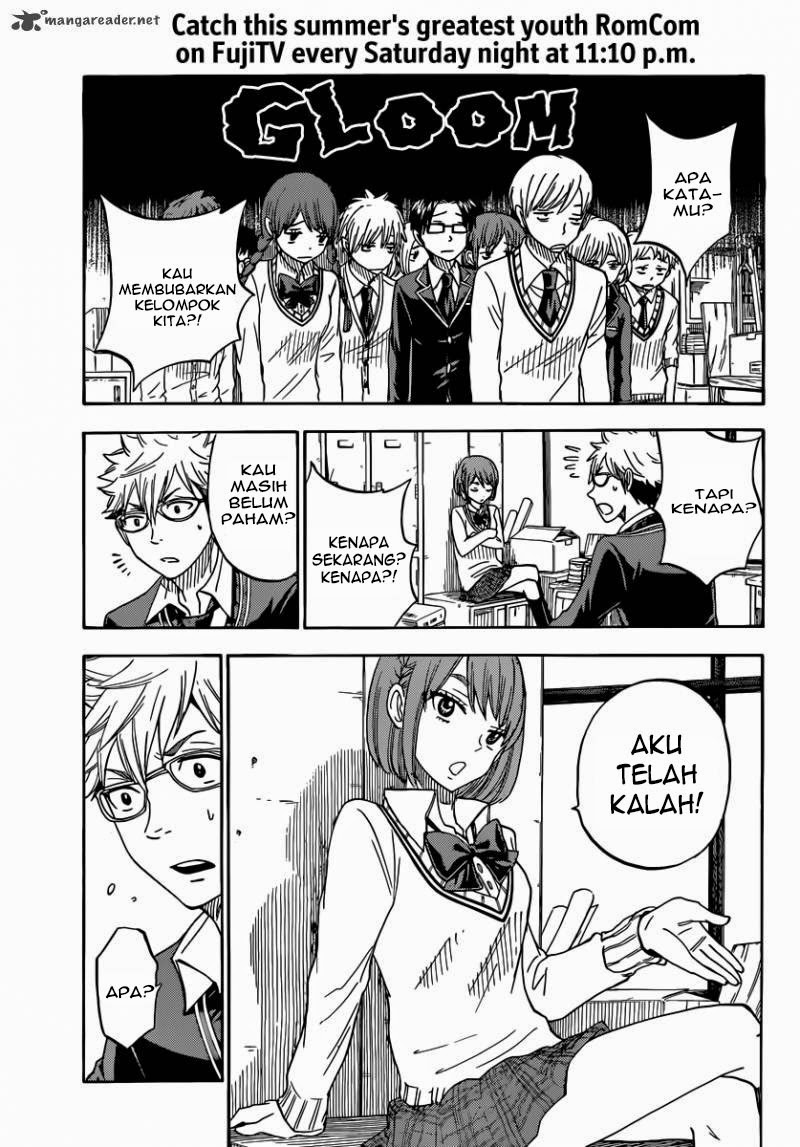 mangareader.net
Catch this summer's greatest youth RomCom
on FujiTV every Saturday night at 11:10 p.m.
GLOOM
APA
KATA-
MU?
KAU
MEMBUBARKAN
KELOMPOK
KITA?!
TAPI
KENAPA?
KENAPA
SEKARANG?
KENAPA?!
KAU
MASIH
BELUM
PAHAM?
AKU
TELAH
KALAH!
APA?